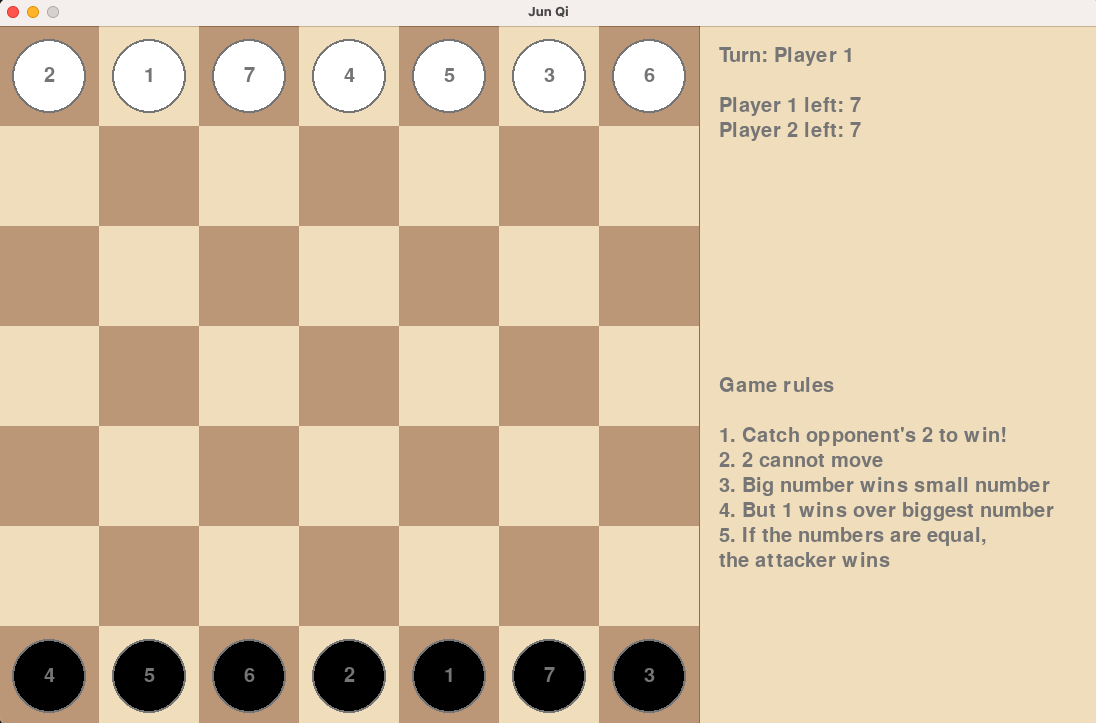 Jun Qi
2 1 7 4 5 3 6
Turn: Player 1
Player 1 left: 7
Player 2 left: 7
Game rules
1. Catch opponent's 2 to win!
2. 2 cannot move
3. Big number wins small number
4. But 1 wins over biggest number
5. If the numbers are equal,
the attacker wins
4 5 6 2 1 7 3